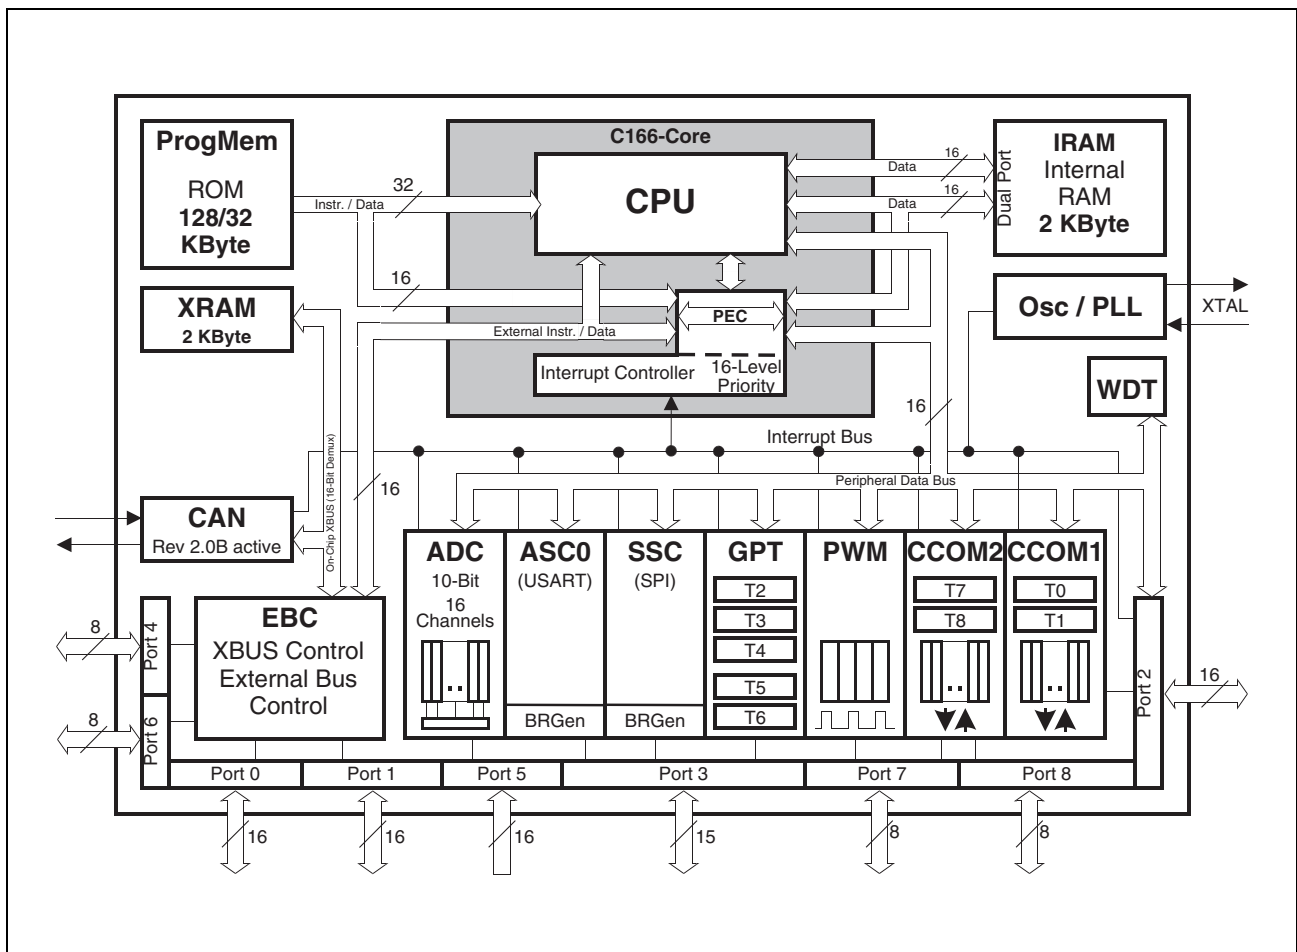 C166-Core
ProgMem
ROM
128/32
KByte
CPU
IRAM
Internal
RAM
2 KByte
Dual Port
32
Instr. / Data
16
Data
16
Data
16
XRAM
2 KByte
External Instr. / Data
PEC
Interrupt Controller
16-Level
Priority
Osc / PLL
XTAL
WDT
16
Interrupt Bus
Peripheral Data Bus
On-Chip XBUS (16-Bit Demux)
16
CAN
Rev 2.0B active
EBC
XBUS Control
External Bus
Control
ADC
10-Bit
16
Channels
ASC0
(USART)
BRGen
SSC
(SPI)
BRGen
GPT
T2
T3
T4
T5
T6
PWM
CCOM2
T7
T8
CCOM1
T0
T1
8
Port 4
8
Port 6
Port 2
16
Port 0
Port 1
Port 5
Port 3
Port 7
Port 8
16
16
16
15
8
8